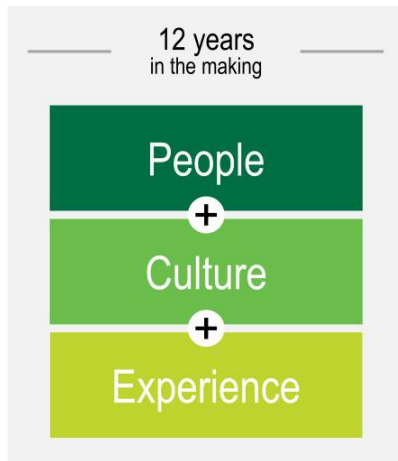 12 years
in the making
People
+
Culture
+
Experience